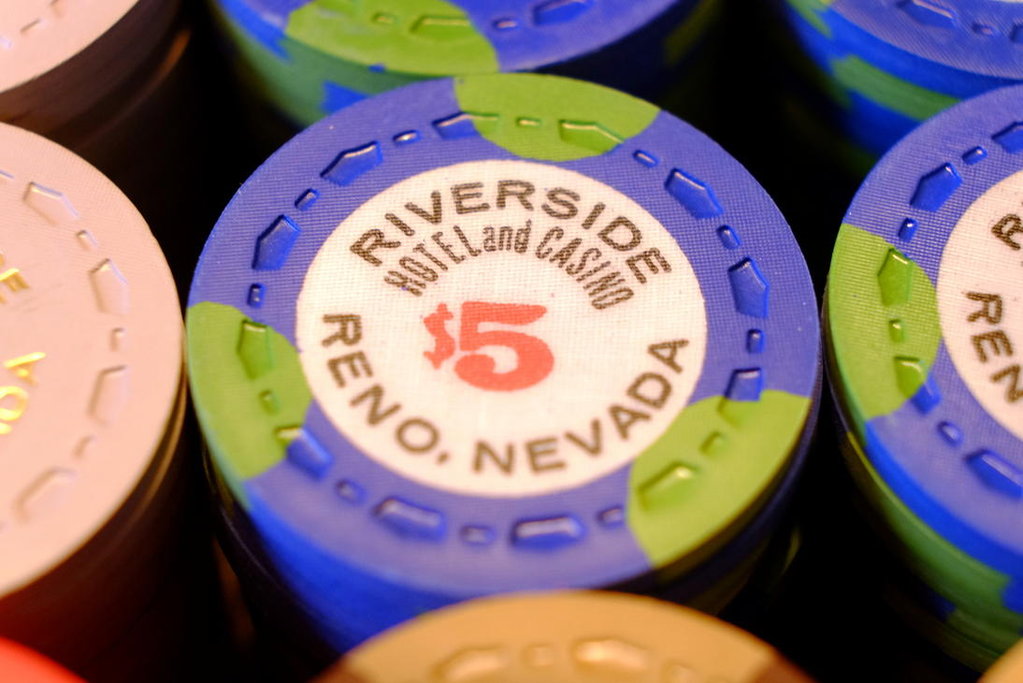 RIVERSIDE
HOTEL and CASINO
$5
RENO, NEVADA